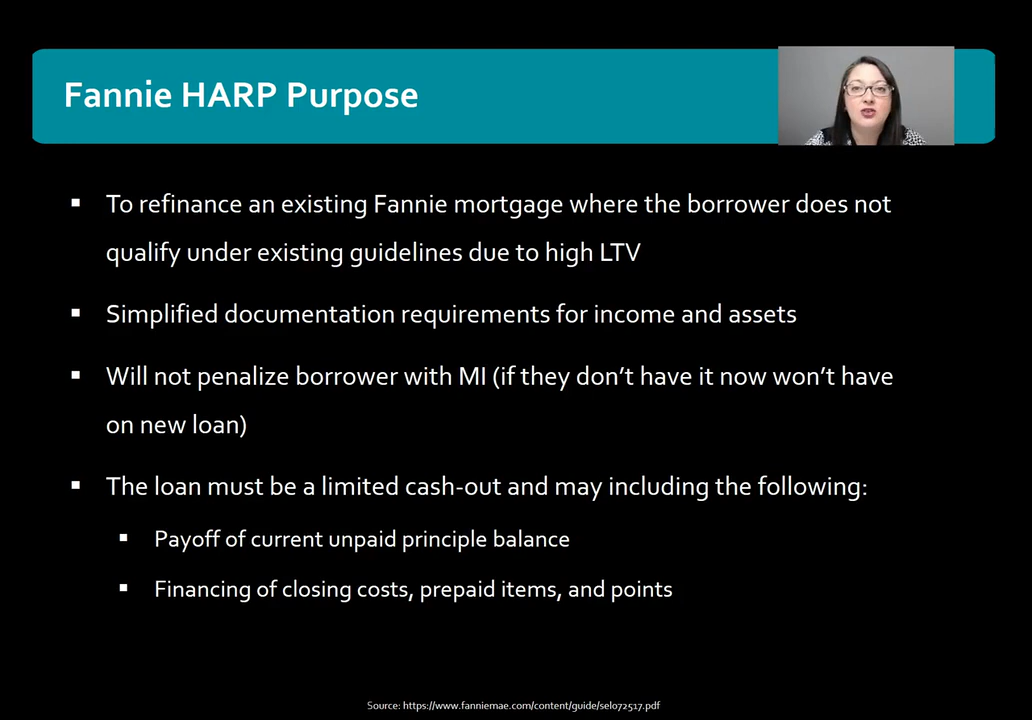 Fannie HARP Purpose
▪ To refinance an existing Fannie mortgage where the borrower does not
qualify under existing guidelines due to high LTV
▪ Simplified documentation requirements for income and assets
▪ Will not penalize borrower with MI (if they don't have it now won't have
on new loan)
▪ The loan must be a limited cash-out and may including the following:
▪ Payoff of current unpaid principle balance
▪ Financing of closing costs, prepaid items, and points
Source: https://www.fanniemae.com/content/guide/sel072517.pdf